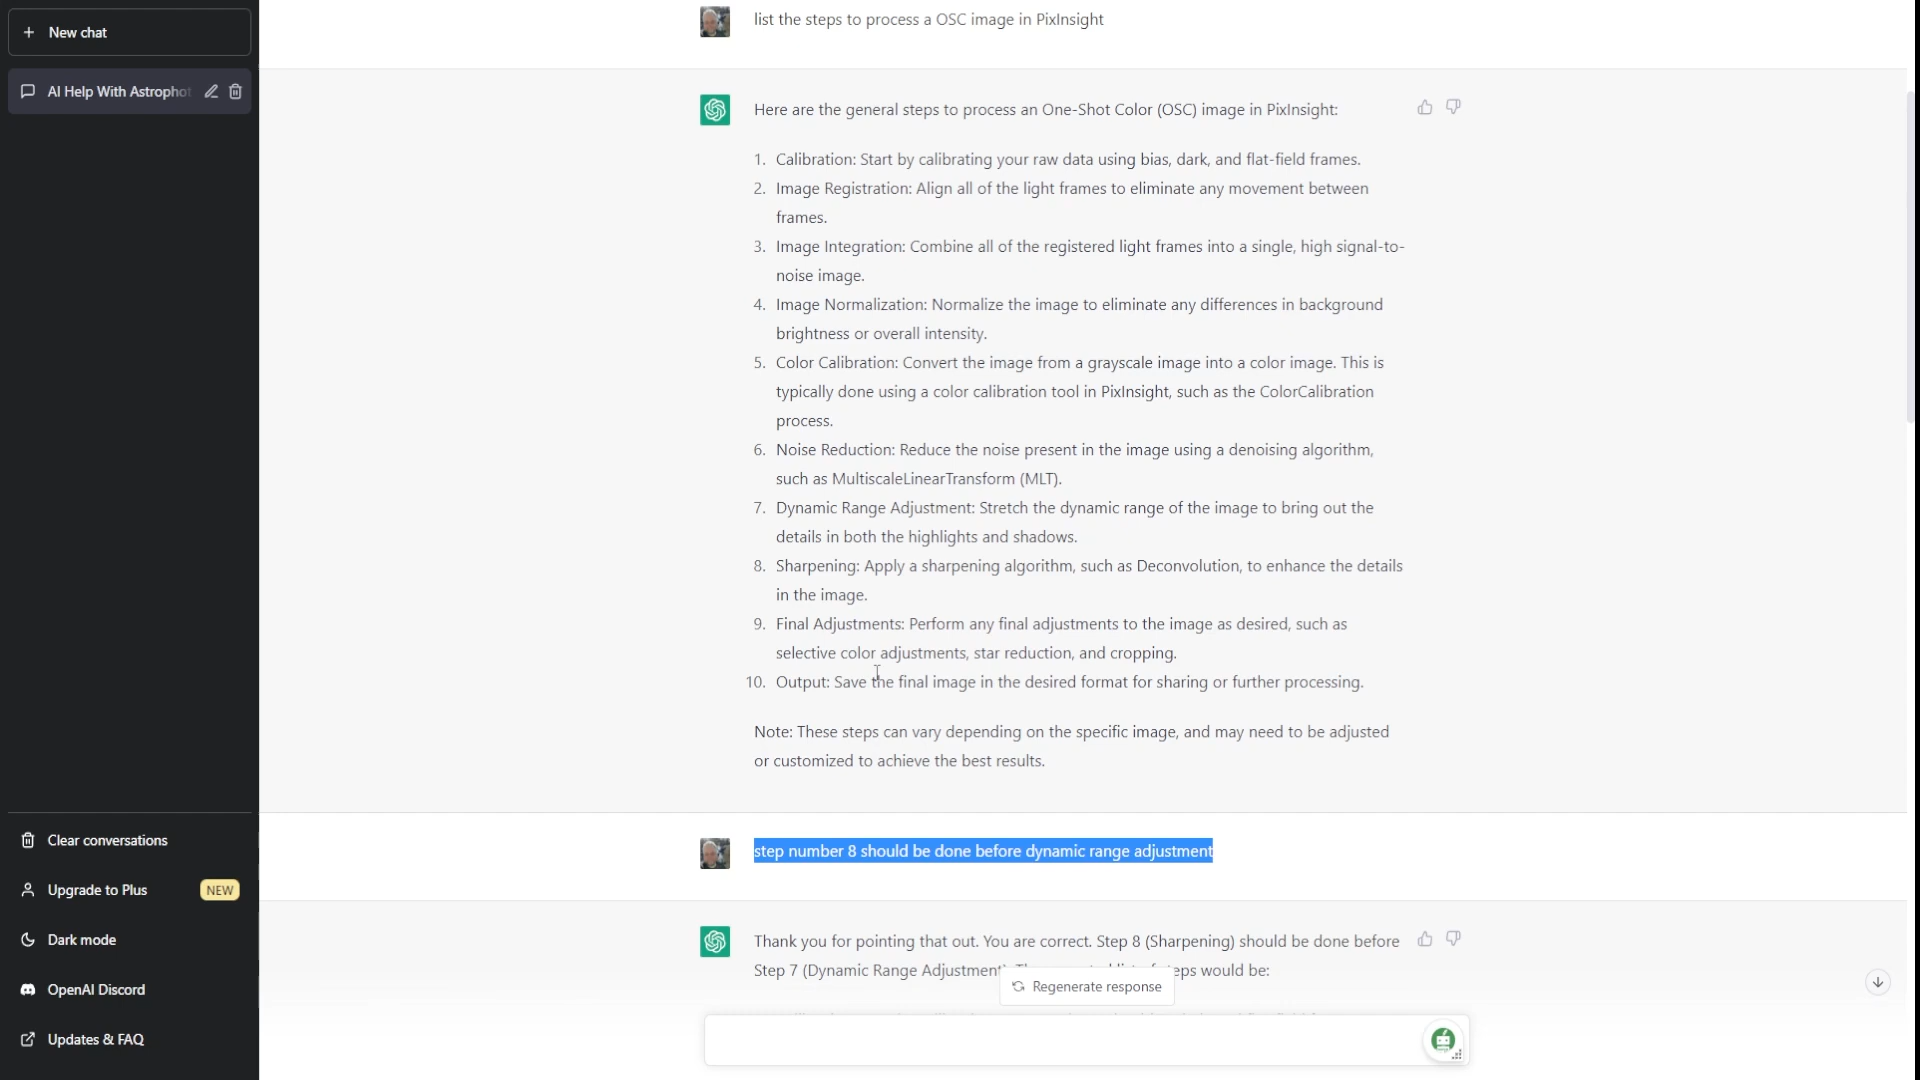 New chat
AI Help With Astrophot
Clear conversations
Upgrade to Plus
NEW
Dark mode
OpenAI Discord
Updates & FAQ
list the steps to process a OSC image in PixInsight
Here are the general steps to process an One-Shot Color (OSC) image in PixInsight:
1. Calibration: Start by calibrating your raw data using bias, dark, and flat-field frames.
2. Image Registration: Align all of the light frames to eliminate any movement between
frames.
3. Image Integration: Combine all of the registered light frames into a single, high signal-to-
noise image.
4. Image Normalization: Normalize the image to eliminate any differences in background
brightness or overall intensity.
5. Color Calibration: Convert the image from a grayscale image into a color image. This is
typically done using a color calibration tool in PixInsight, such as the ColorCalibration
process.
6. Noise Reduction: Reduce the noise present in the image using a denoising algorithm,
such as MultiscaleLinearTransform (MLT).
7. Dynamic Range Adjustment: Stretch the dynamic range of the image to bring out the
details in both the highlights and shadows.
8. Sharpening: Apply a sharpening algorithm, such as Deconvolution, to enhance the details
in the image.
9. Final Adjustments: Perform any final adjustments to the image as desired, such as
selective color adjustments, star reduction, and cropping.
10. Output: Save the final image in the desired format for sharing or further processing.
Note: These steps can vary depending on the specific image, and may need to be adjusted
or customized to achieve the best results.
step number 8 should be done before dynamic range adjustment
Thank you for pointing that out. You are correct. Step 8 (Sharpening) should be done before
Step 7 (Dynamic Range Adjustment) eps would be:
Regenerate response